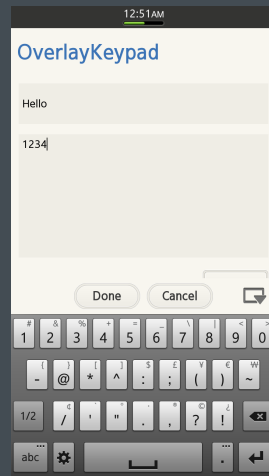 12:51AM
OverlayKeypad
Hello
1234
Done Cancel
# & % + = _ \ | < >
1 2 3 4 5 6 7 8 9 0
{ } [ ] $ £ ¥ € ₩
- @ * ^ : ; ( ) ~
1/2 / ' " . , ? !
abc .